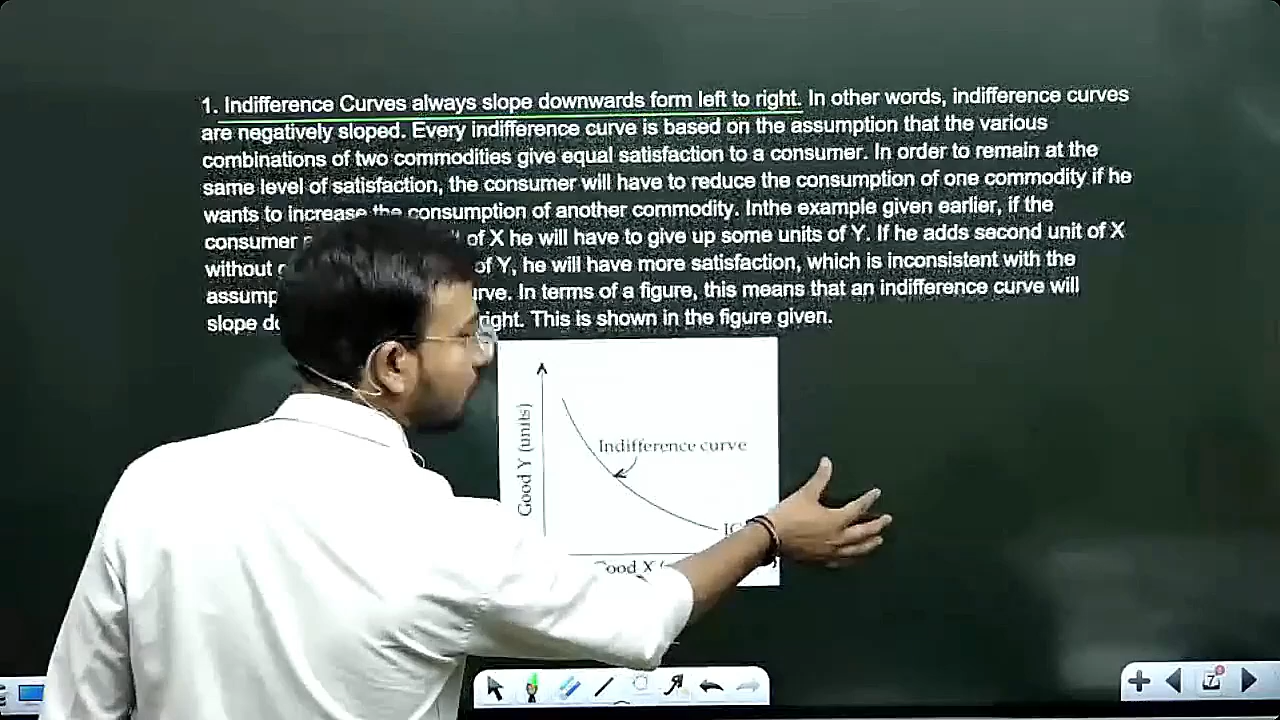 1. Indifference Curves always slope downwards form left to right. In other words, indifference curves
are negatively sloped. Every indifference curve is based on the assumption that the various
combinations of two commodities give equal satisfaction to a consumer. In order to remain at the
same level of satisfaction, the consumer will have to reduce the consumption of one commodity if he
wants to increase the consumption of another commodity. Inthe example given earlier, if the
consumer of X he will have to give up some units of Y. If he adds second unit of X
without of Y, he will have more satisfaction, which is inconsistent with the
In terms of a figure, this means that an indifference curve will
slope right. This is shown in the figure given.
Good Y (units)
Indifference curve
IC
Good X
7